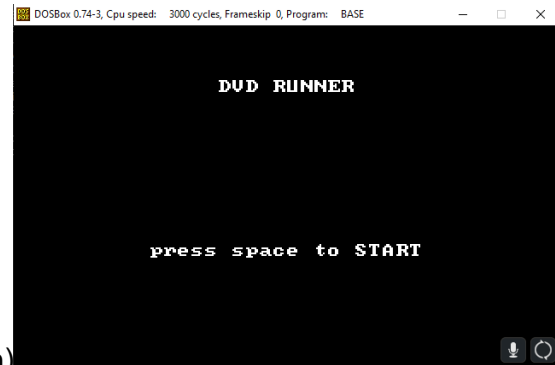 DOSBox 0.74-3, Cpu speed: 3000 cycles, Frameskip 0, Program: BASE
DVD RUNNER
press space to START